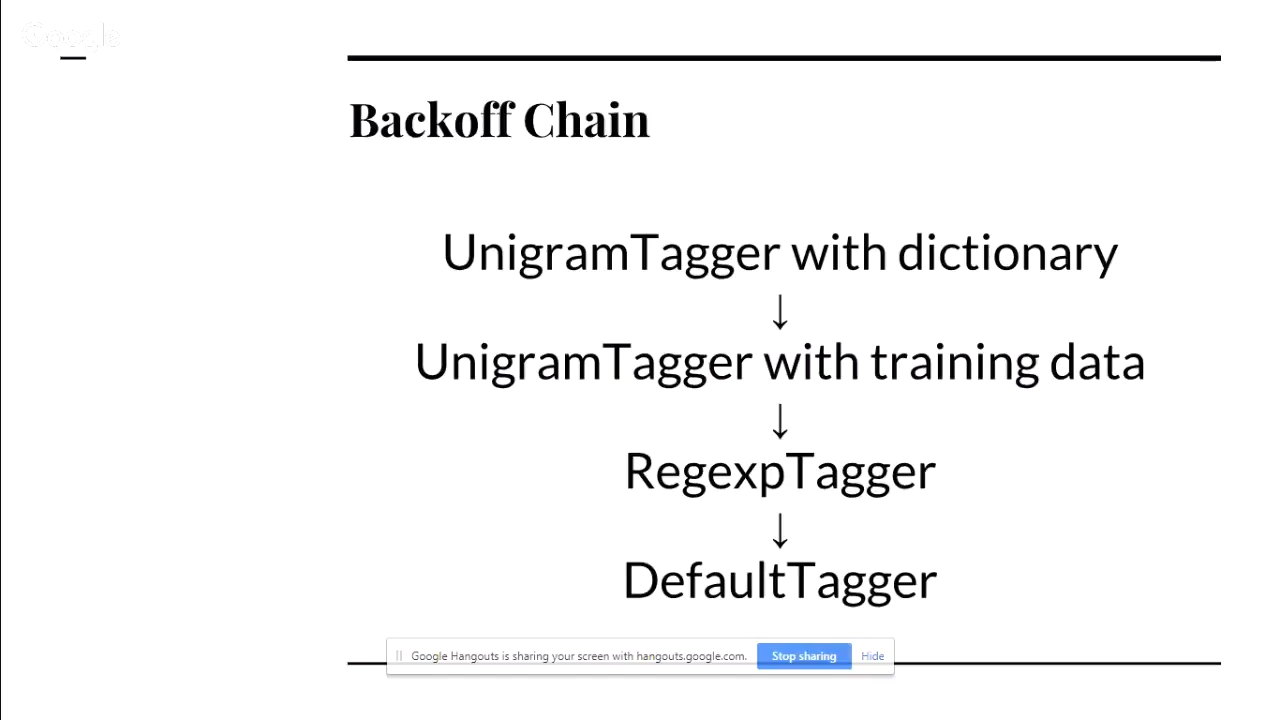 Google
Backoff Chain
UnigramTagger with dictionary
↓
UnigramTagger with training data
↓
RegexpTagger
↓
DefaultTagger
Google Hangouts is sharing your screen with hangouts.google.com. Stop sharing Hide